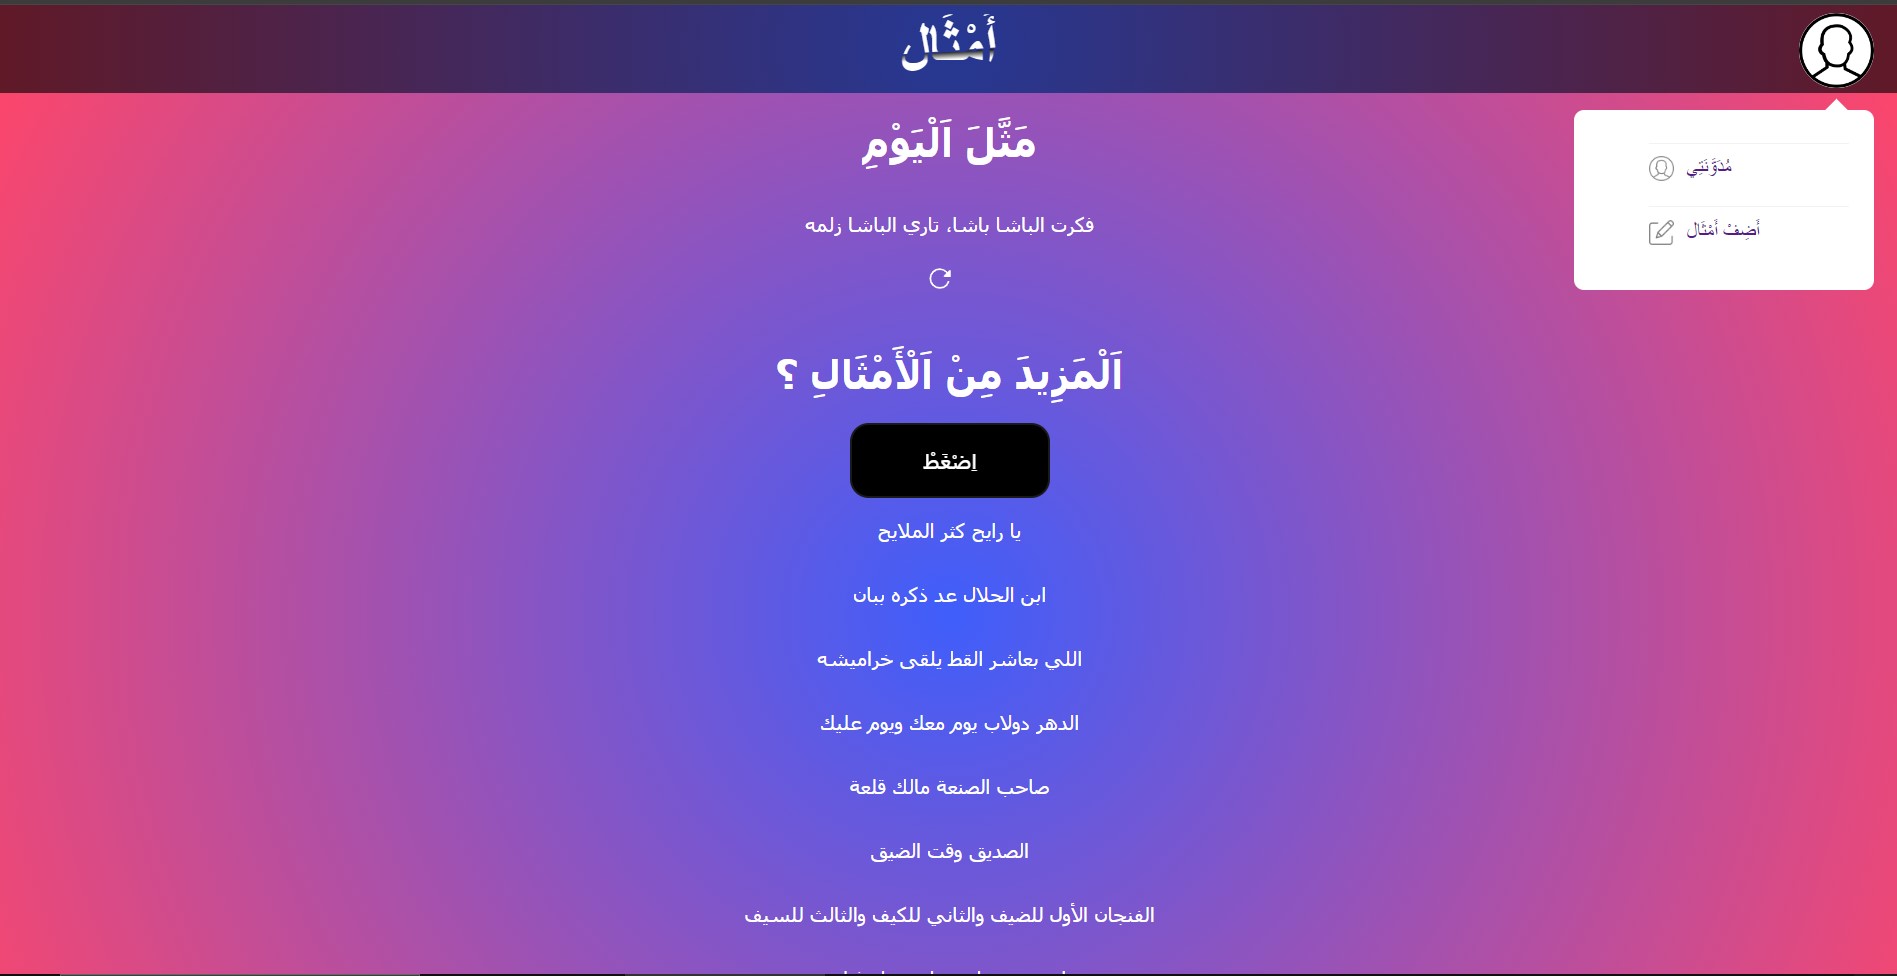 أَمْثَال
مَثَّلَ اَلْيَوْمِ
فكرت الباشا باشا، تاري الباشا زلمه
اَلْمَزِيدَ مِنْ اَلْأَمْثَالِ ؟
اِضْغَطْ
يا رايح كثر الملايح
ابن الحلال عد ذكره ببان
اللي بعاشر القط يلقى خراميشه
الدهر دولاب يوم معك ويوم عليك
صاحب الصنعة مالك قلعة
الصديق وقت الضيق
الفنجان الأول للضيف والثاني للكيف والثالث للسيف
مُدَوَّنَتِي
أَضِفْ أَمْثَال